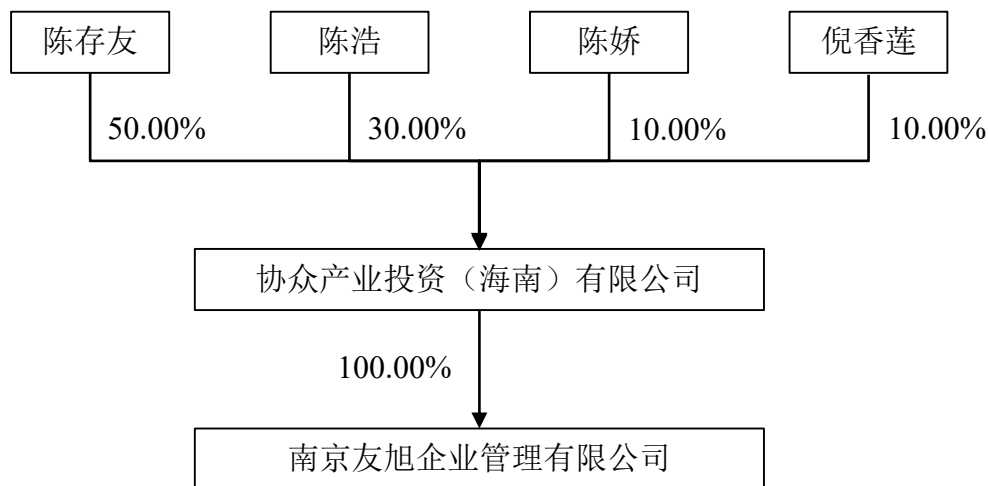 陈存友
陈浩
陈娇
倪香莲
50.00%
30.00%
10.00%
10.00%
协众产业投资（海南）有限公司
100.00%
南京友旭企业管理有限公司